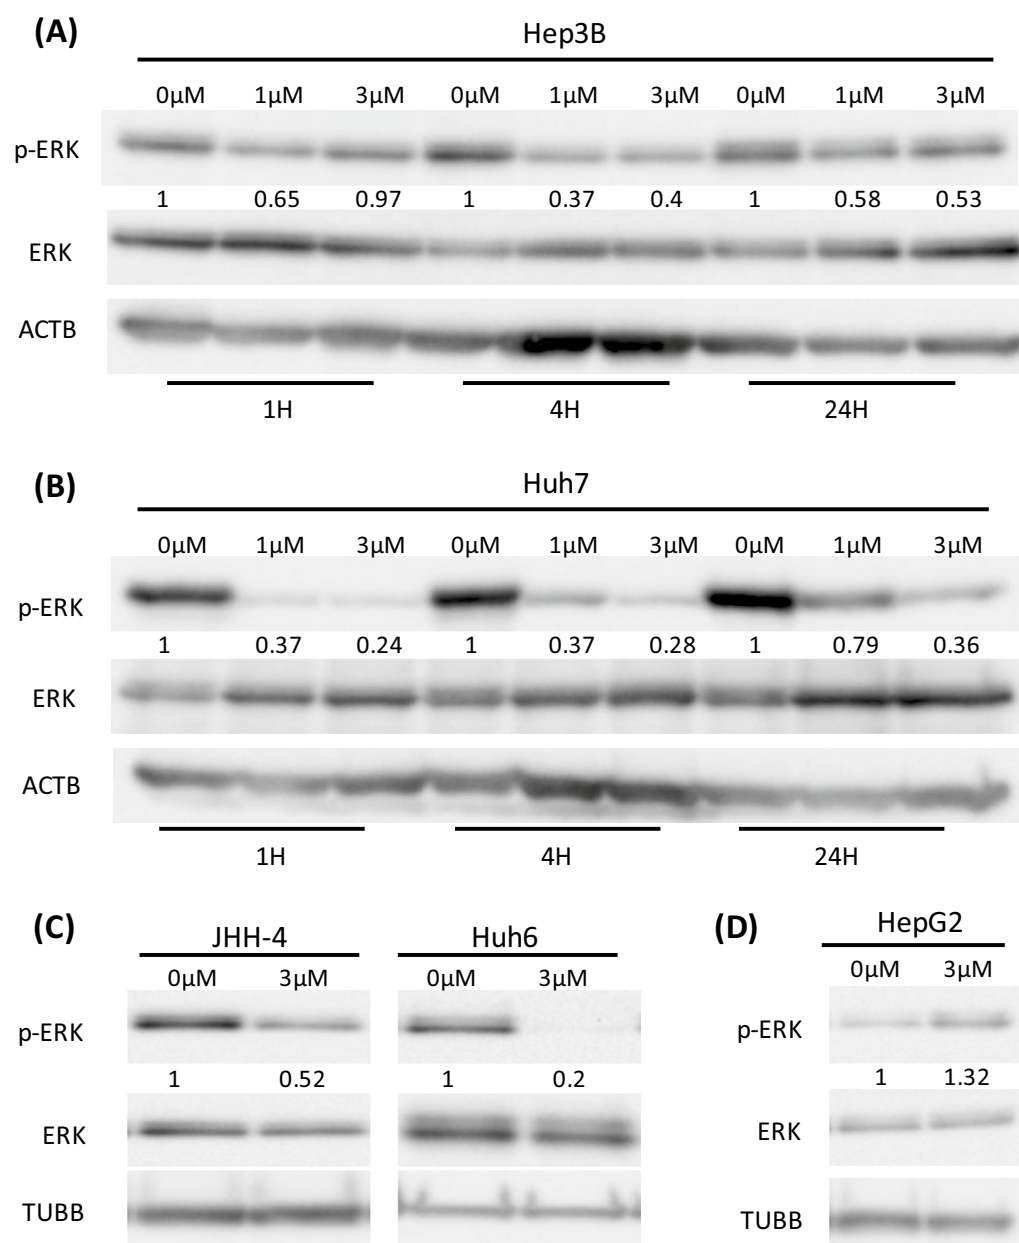 (A)
Hep3B
0µM 1µM 3µM 0µM 1µM 3µM 0µM 1µM 3µM
p-ERK
1 0.65 0.97 1 0.37 0.4 1 0.58 0.53
ERK
ACTB
1H 4H 24H
(B)
Huh7
0µM 1µM 3µM 0µM 1µM 3µM 0µM 1µM 3µM
p-ERK
1 0.37 0.24 1 0.37 0.28 1 0.79 0.36
ERK
ACTB
1H 4H 24H
(C)
JHH-4 Huh6
0µM 3µM 0µM 3µM
p-ERK
1 0.52 1 0.2
ERK
TUBB
(D)
HepG2
0µM 3µM
p-ERK
1 1.32
ERK
TUBB